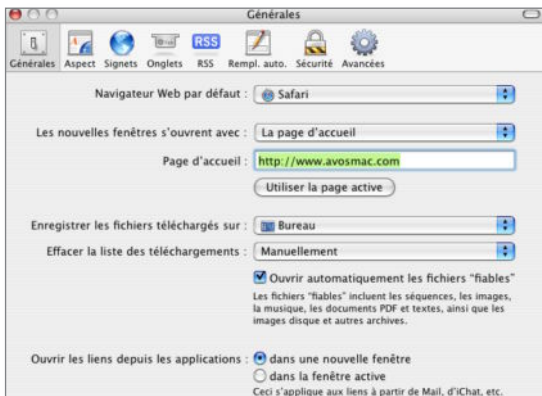 Générales
Générales Aspect Signets Onglets RSS Rempl. auto. Sécurité Avancées
RSS
Navigateur Web par défaut : Safari
Les nouvelles fenêtres s'ouvrent avec : La page d'accueil
Page d'accueil : http://www.avosmac.com
Utiliser la page active
Enregistrer les fichiers téléchargés sur : Bureau
Effacer la liste des téléchargements : Manuellement
Ouvrir automatiquement les fichiers "fiables"
Les fichiers "fiables" incluent les séquences, les images,
la musique, les documents PDF et textes, ainsi que les
images disque et autres archives.
Ouvrir les liens depuis les applications : dans une nouvelle fenêtre
dans la fenêtre active
Ceci s'applique aux liens à partir de Mail, d'iChat, etc.